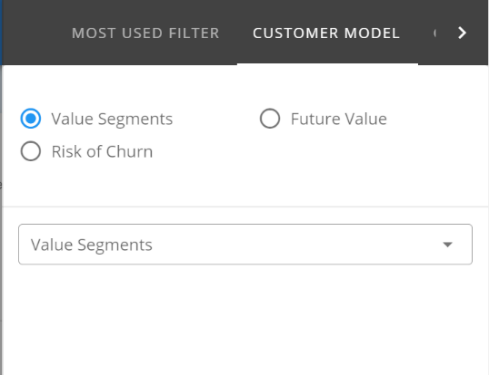 MOST USED FILTER CUSTOMER MODEL
Value Segments Future Value
Risk of Churn
Value Segments